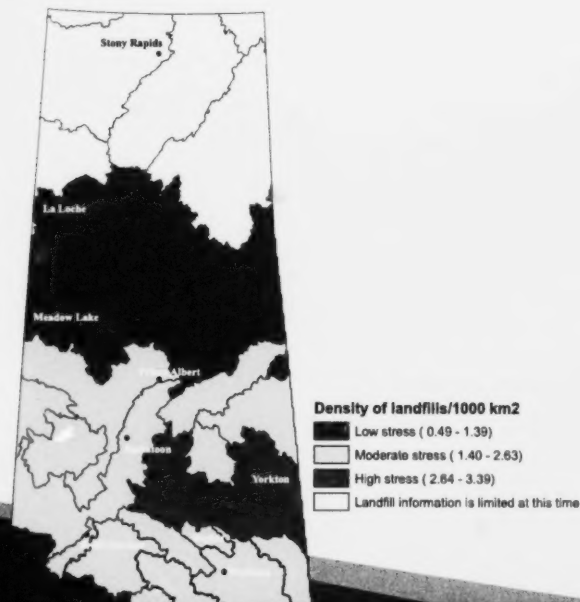 Stony Rapids
La Loche
Meadow Lake
Albert
Yorkton
Density of landfills/1000 km2
Low stress ( 0.49 - 1.39)
Moderate stress ( 1.40 - 2.63)
High stress ( 2.64 - 3.39)
Landfill information is limited at this time